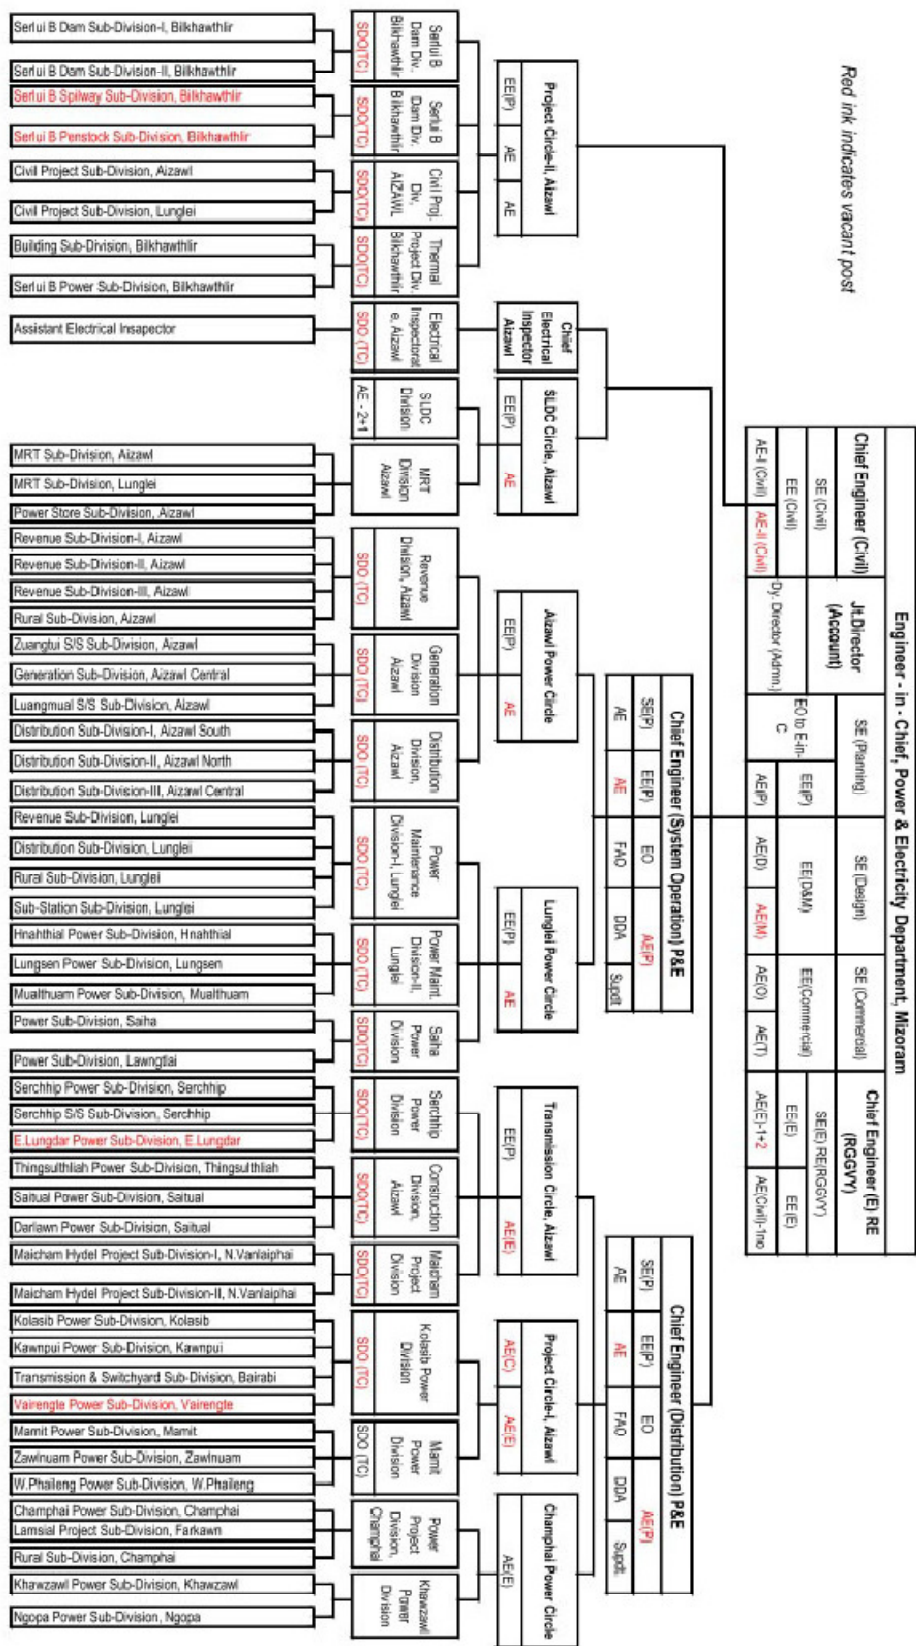 Engineer - in - Chief, Power & Electricity Department, Mizoram
Chief Engineer (Civil)
Jt.Director
(Account)
SE (Planning)
SE (Design)
SE (Commercial)
Chief Engineer (E) RE
(RGGVY)
SE (Civil)
SE(E) RE(RGGVY)
EE (Civil)
Dy. Director (Admn.)
EO to E-in-
C
EE(P)
EE(D&M)
EE(Commercial)
EE(E)
EE(E)
AE-II (Civil)
AE-II (Civil)
AE(P)
AE(D)
AE(M)
AE(O)
AE(T)
AE(E)-1+2
AE(Civil)-1no
Red ink indicates vacant post
Chief Engineer (System Operation) P&E
SE(P)
EE(P)
EO
AE(P)
AE
AE
FAO
DDA
Supdt
Chief Engineer (Distribution) P&E
SE(P)
EE(P)
EO
AE(P)
AE
AE
FAO
DDA
Supdt.
Project Circle-II, Aizawl
EE(P)
AE
AE
Chief
Electrical
Inspector
Aizawl
SLDC Circle, Aizawl
EE(P)
AE
Aizawl Power Circle
EE(P)
AE
Lunglei Power Circle
EE(P)
AE
Transmission Circle, Aizawl
EE(P)
AE(E)
Project Circle-I, Aizawl
AE(C)
AE(E)
Champhai Power Circle
AE(E)
Serlui B
Dam Div.
Bilkhawthlir
SDO(TC)
Serlui B
Dam Div.
Bilkhawthlir
SDO(TC)
Civil Proj.
Div.
AIZAWL
SDO(TC)
Thermal
Project Div.
Bilkhawthlir
SDO(TC)
Electrical
Inspectorat
e, Aizawl
SDO (TC)
SLDC
Division
AE - 2+1
MRT
Division
Aizawl
Revenue
Division, Aizawl
SDO (TC)
Generation
Division
Aizawl
SDO (TC)
Distribution
Division,
Aizawl
SDO (TC)
Power
Maintenance
Division-I, Lunglei
SDO (TC)
Power Maint.
Division-II,
Lunglei
SDO (TC)
Saiha
Power
Division
SDO(TC)
Serchhip
Power
Division
SDO(TC)
Construction
Division,
Aizawl
SDO(TC)
Maicham
Project
Division
SDO(TC)
Kolasib Power
Division
SDO (TC)
Mamit
Power
Division
SDO (TC)
Power
Project
Division,
Champhai
Khawzawl
Power
Division
Serlui B Dam Sub-Division-I, Bilkhawthlir
Serlui B Dam Sub-Division-II, Bilkhawthlir
Serlui B Spilway Sub-Division, Bilkhawthlir
Serlui B Penstock Sub-Division, Bilkhawthlir
Civil Project Sub-Division, Aizawl
Civil Project Sub-Division, Lunglei
Building Sub-Division, Bilkhawthlir
Serlui B Power Sub-Division, Bilkhawthlir
Assistant Electrical Insapector
MRT Sub-Division, Aizawl
MRT Sub-Division, Lunglei
Power Store Sub-Division, Aizawl
Revenue Sub-Division-I, Aizawl
Revenue Sub-Division-II, Aizawl
Revenue Sub-Division-III, Aizawl
Rural Sub-Division, Aizawl
Zuangtui S/S Sub-Division, Aizawl
Generation Sub-Division, Aizawl Central
Luangmual S/S Sub-Division, Aizawl
Distribution Sub-Division-I, Aizawl South
Distribution Sub-Division-II, Aizawl North
Distribution Sub-Division-III, Aizawl Central
Revenue Sub-Division, Lunglei
Distribution Sub-Division, Lunglei
Rural Sub-Division, Lunglei
Sub-Station Sub-Division, Lunglei
Hnahthial Power Sub-Division, Hnahthial
Lungsen Power Sub-Division, Lungsen
Mualthuam Power Sub-Division, Mualthuam
Power Sub-Division, Saiha
Power Sub-Division, Lawngtlai
Serchhip Power Sub-Division, Serchhip
Serchhip S/S Sub-Division, Serchhip
E.Lungdar Power Sub-Division, E.Lungdar
Thingsulthliah Power Sub-Division, Thingsulthliah
Saitual Power Sub-Division, Saitual
Darlawn Power Sub-Division, Saitual
Maicham Hydel Project Sub-Division-I, N.Vanlaiphai
Maicham Hydel Project Sub-Division-II, N.Vanlaiphai
Kolasib Power Sub-Division, Kolasib
Kawnpui Power Sub-Division, Kawnpui
Transmission & Switchyard Sub-Division, Bairabi
Vairengte Power Sub-Division, Vairengte
Mamit Power Sub-Division, Mamit
Zawlnuam Power Sub-Division, Zawlnuam
W.Phaileng Power Sub-Division, W.Phaileng
Champhai Power Sub-Division, Champhai
Lamsial Project Sub-Division, Farkawn
Rural Sub-Division, Champhai
Khawzawl Power Sub-Division, Khawzawl
Ngopa Power Sub-Division, Ngopa